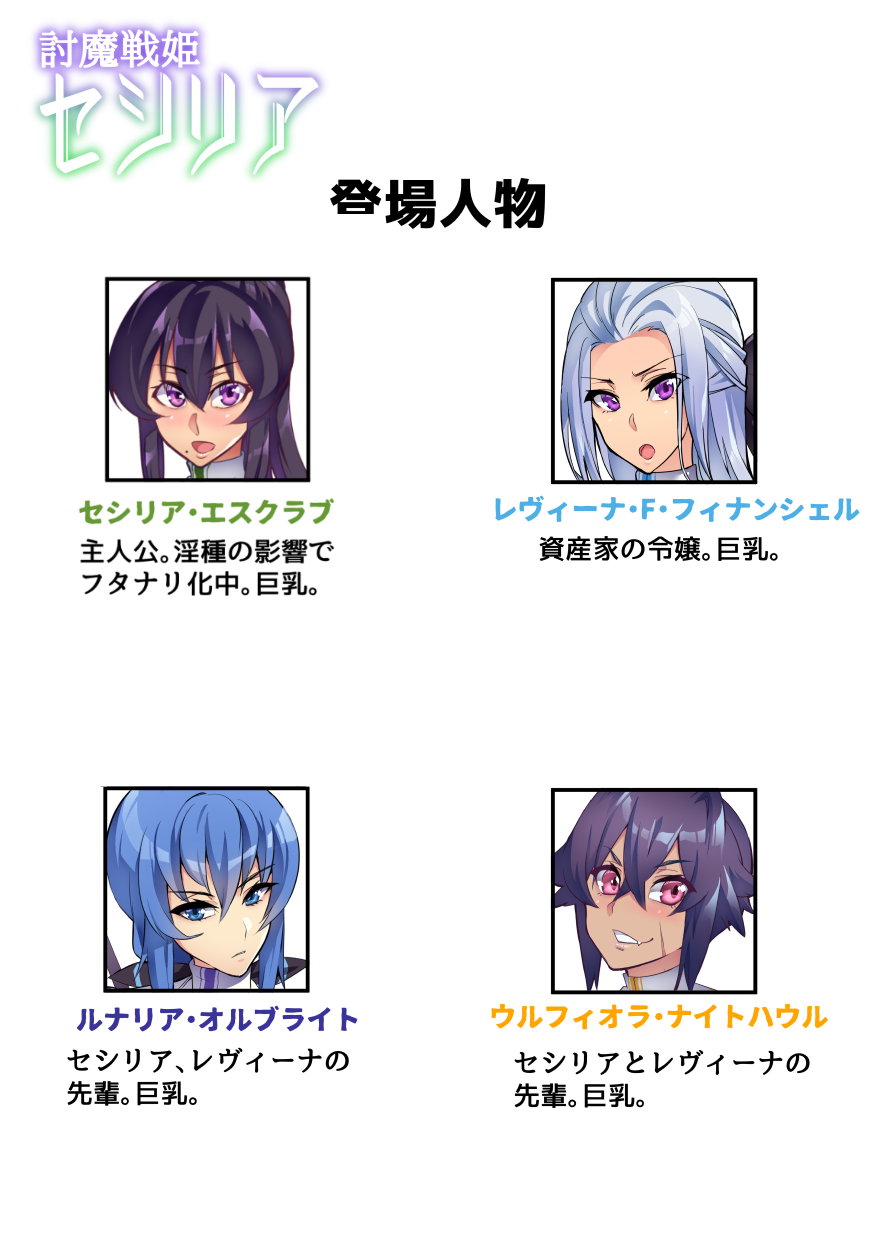 討魔戦姫
セシリア
登場人物
セシリア・エスクラブ
主人公。淫種の影響で
フタナリ化中。巨乳。
レヴィーナ・F・フィナンシェル
資産家の令嬢。巨乳。
ルナリア・オルブライト
セシリア、レヴィーナの
先輩。巨乳。
ウルフィオラ・ナイトハウル
セシリアとレヴィーナの
先輩。巨乳。